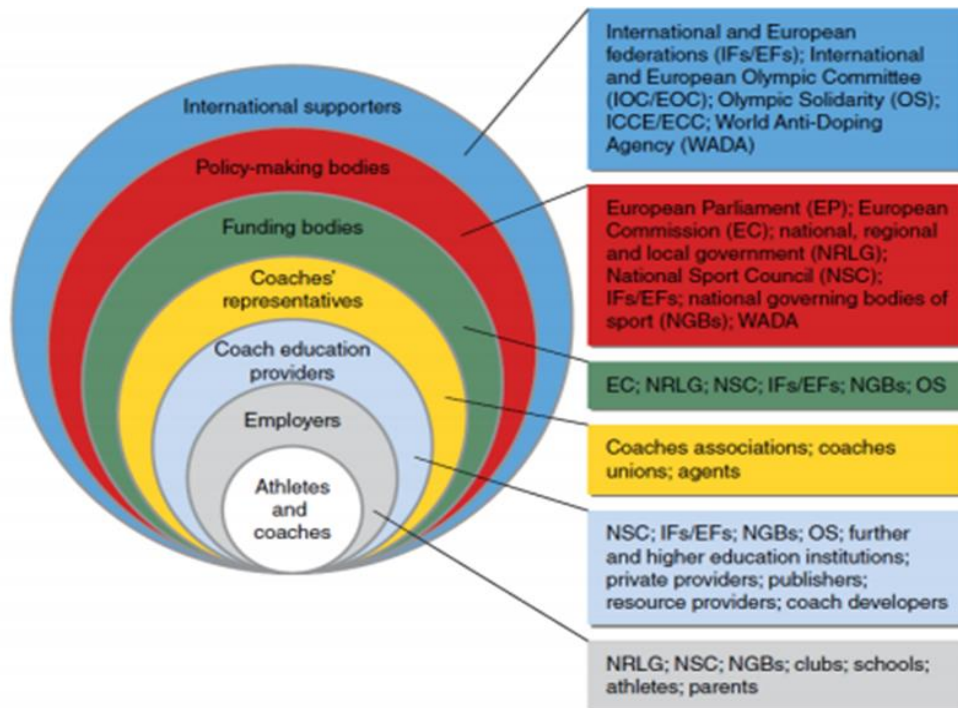 International supporters
Policy-making bodies
Funding bodies
Coaches'
representatives
Coach education
providers
Employers
Athletes
and
coaches
International and European
federations (IFs/EFs); International
and European Olympic Committee
(IOC/EOC); Olympic Solidarity (OS);
ICCE/ECC; World Anti-Doping
Agency (WADA)
European Parliament (EP); European
Commission (EC); national, regional
and local government (NRLG);
National Sport Council (NSC);
IFs/EFs; national governing bodies of
sport (NGBs); WADA
EC; NRLG; NSC; IFs/EFs; NGBs; OS
Coaches associations; coaches
unions; agents
NSC; IFs/EFs; NGBs; OS; further
and higher education institutions;
private providers; publishers;
resource providers; coach developers
NRLG; NSC; NGBs; clubs; schools;
athletes; parents